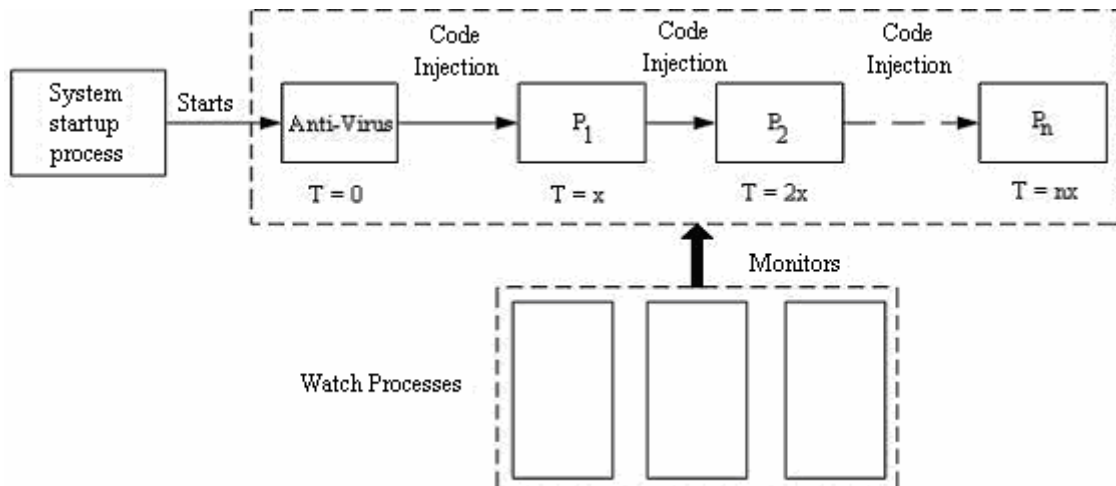 System
startup
process
Starts
Anti-Virus
T = 0
Code
Injection
P1
T = x
Code
Injection
P2
T = 2x
Code
Injection
Pn
T = nx
Monitors
Watch Processes